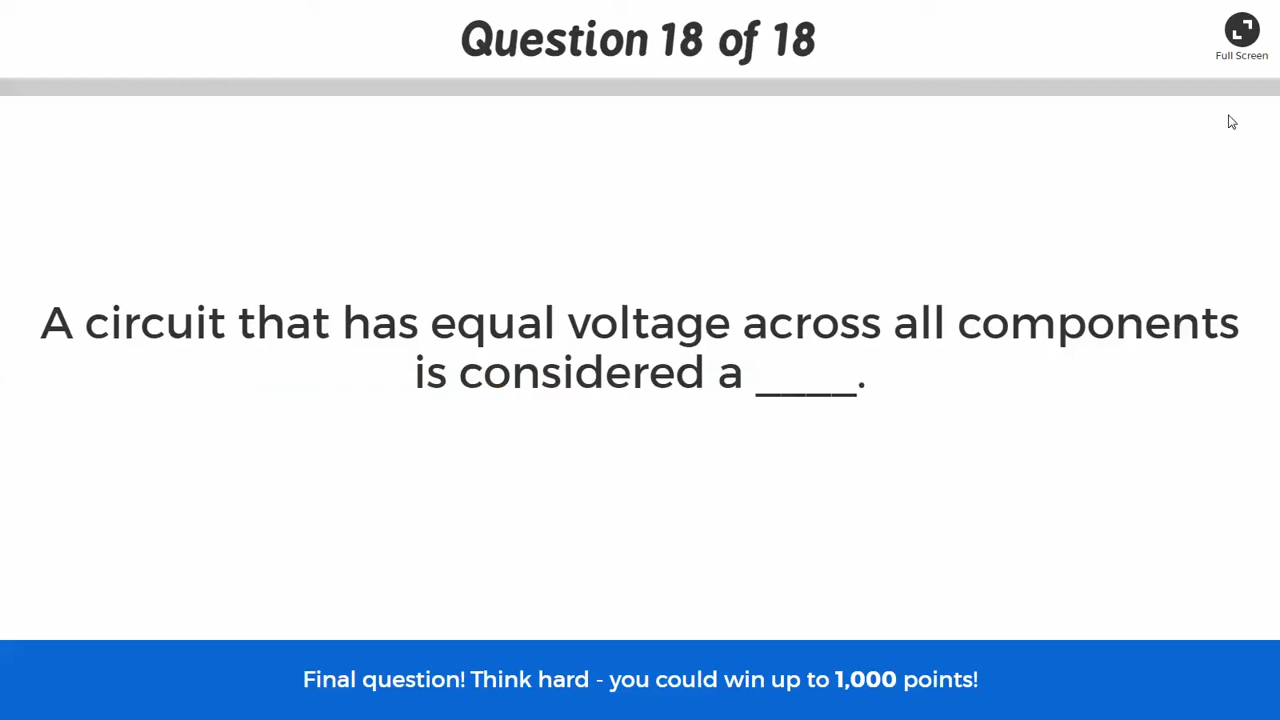 Question 18 of 18
Full Screen
A circuit that has equal voltage across all components
is considered a ____.
Final question! Think hard - you could win up to 1,000 points!